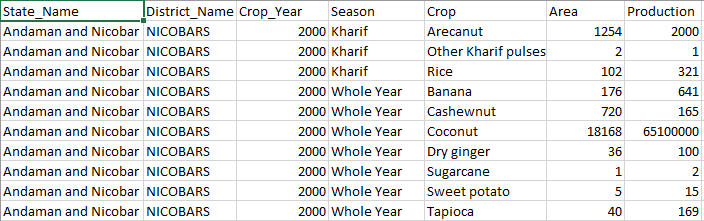 State_Name District_Name Crop_Year Season Crop Area Production
Andaman and Nicobar NICOBARS 2000 Kharif Arecanut 1254 2000
Andaman and Nicobar NICOBARS 2000 Kharif Other Kharif pulses 2 1
Andaman and Nicobar NICOBARS 2000 Kharif Rice 102 321
Andaman and Nicobar NICOBARS 2000 Whole Year Banana 176 641
Andaman and Nicobar NICOBARS 2000 Whole Year Cashewnut 720 165
Andaman and Nicobar NICOBARS 2000 Whole Year Coconut 18168 65100000
Andaman and Nicobar NICOBARS 2000 Whole Year Dry ginger 36 100
Andaman and Nicobar NICOBARS 2000 Whole Year Sugarcane 1 2
Andaman and Nicobar NICOBARS 2000 Whole Year Sweet potato 5 15
Andaman and Nicobar NICOBARS 2000 Whole Year Tapioca 40 169